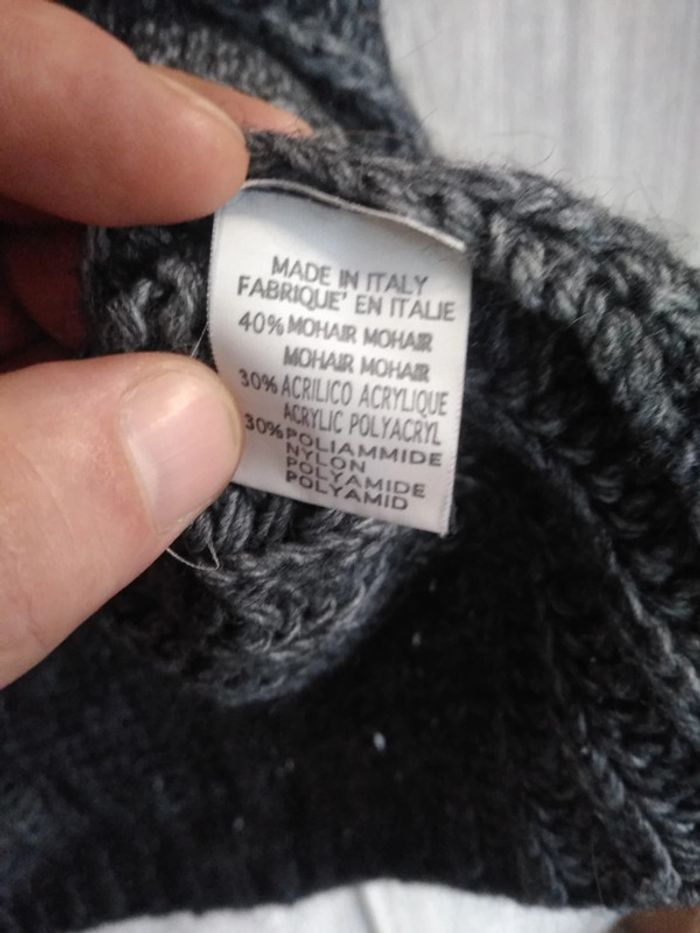 MADE IN ITALY
FABRIQUE' EN ITALIE
40% MOHAIR MOHAIR
MOHAIR MOHAIR
30% ACRILICO ACRYLIQUE
ACRYLIC POLYACRYL
30% POLIAMMIDE
NYLON
POLYAMIDE
POLYAMID